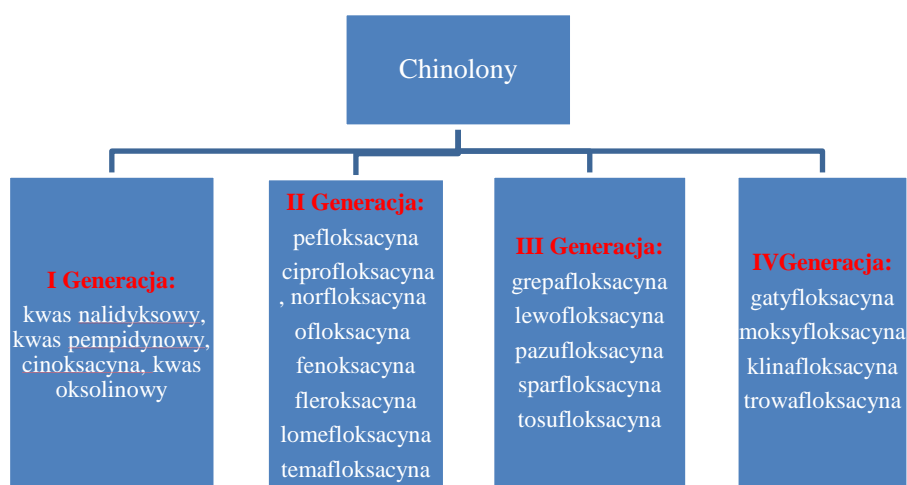 Chinolony
I Generacja:
kwas nalidyksowy,
kwas pempidynowy,
cinoksacyna, kwas
oksolinowy
II Generacja:
pefloksacyna
ciprofloksacyna
, norfloksacyna
ofloksacyna
fenoksacyna
fleroksacyna
lomefloksacyna
temafloksacyna
III Generacja:
grepafloksacyna
lewofloksacyna
pazufloksacyna
sparfloksacyna
tosufloksacyna
IVGeneracja:
gatyfloksacyna
moksyfloksacyna
klinafloksacyna
trowafloksacyna